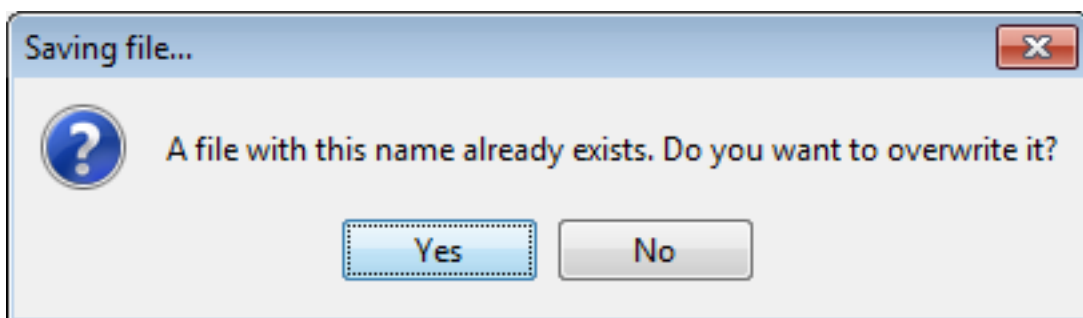 Saving file...
A file with this name already exists. Do you want to overwrite it?
Yes No